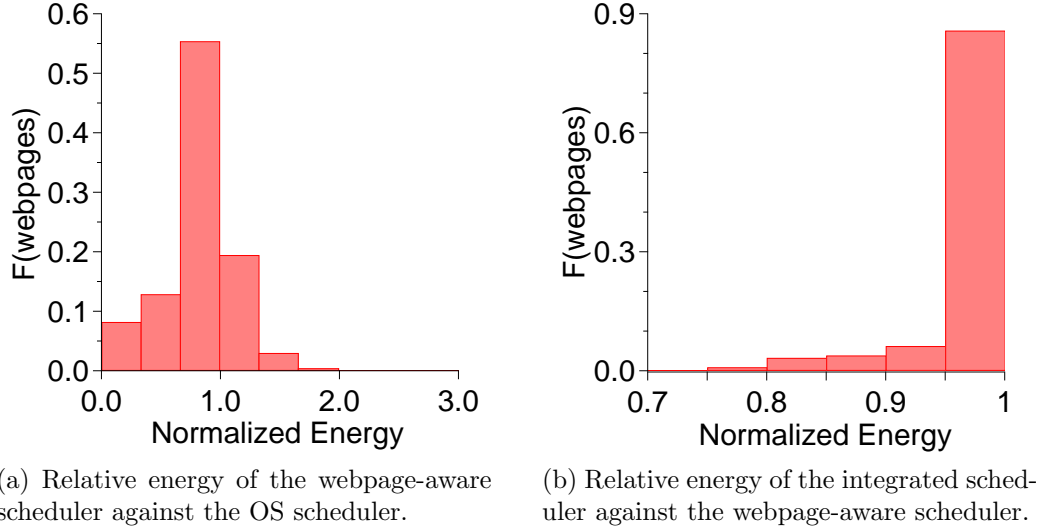 0.6
0.5
0.4
0.3
0.2
0.1
0.0
F(webpages)
0.0 1.0 2.0 3.0
Normalized Energy
(a) Relative energy of the webpage-aware
scheduler against the OS scheduler.
0.9
0.6
0.3
0.0
F(webpages)
0.7 0.8 0.9 1
Normalized Energy
(b) Relative energy of the integrated sched-
uler against the webpage-aware scheduler.